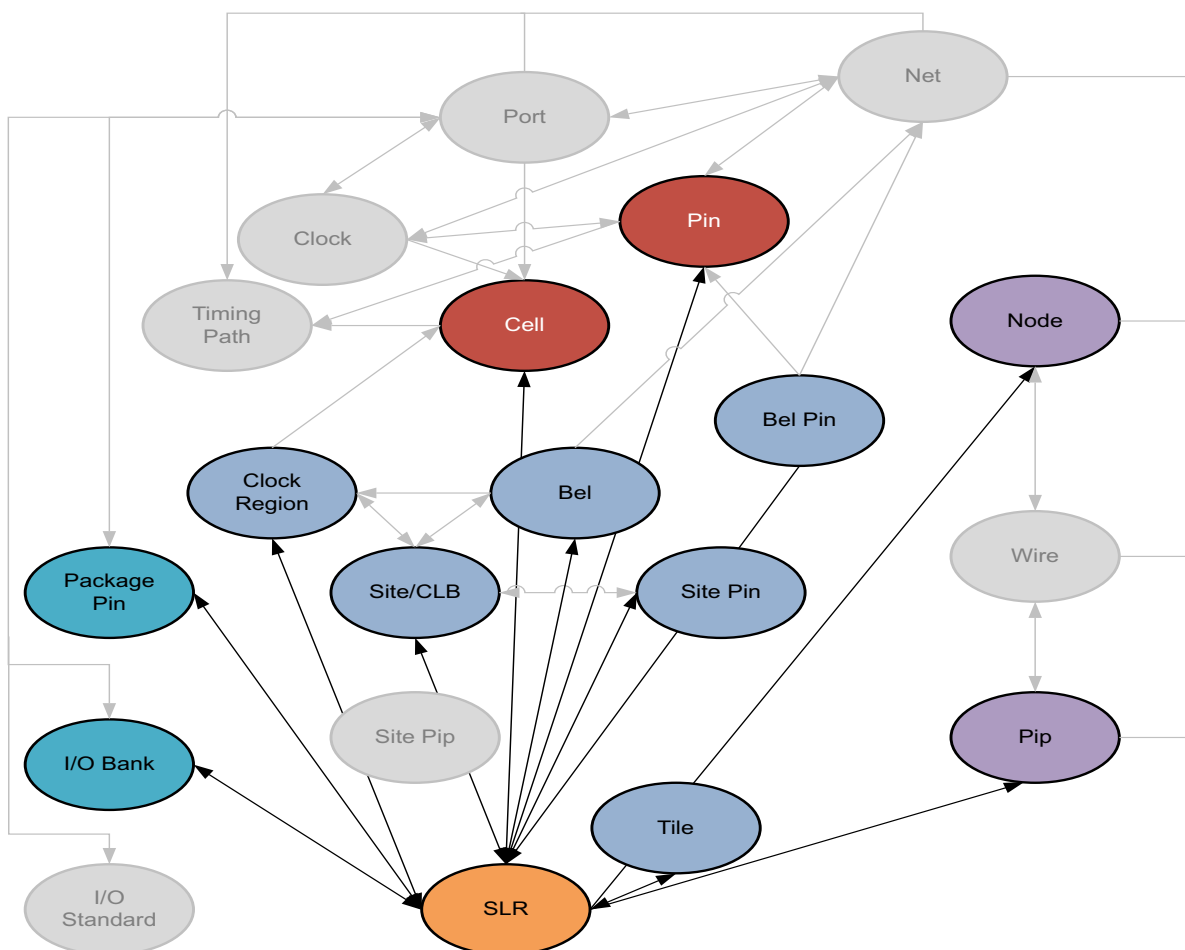 Net
Port
Pin
Clock
Timing
Path
Cell
Node
Bel Pin
Clock
Region
Bel
Wire
Package
Pin
Site/CLB
Site Pin
Site Pip
Pip
I/O Bank
Tile
I/O
Standard
SLR